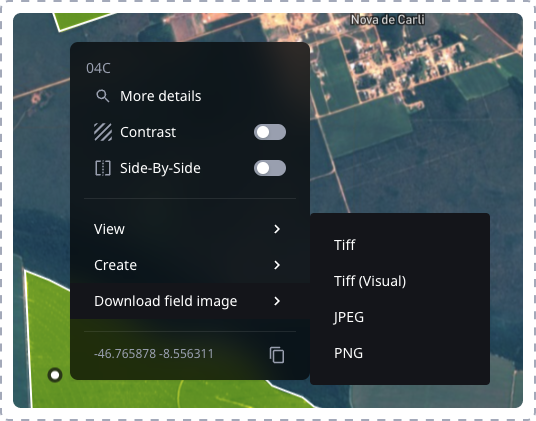 Nova de Carli
04C
More details
Contrast
Side-By-Side
View
Create
Download field image
-46.765878 -8.556311
Tiff
Tiff (Visual)
JPEG
PNG